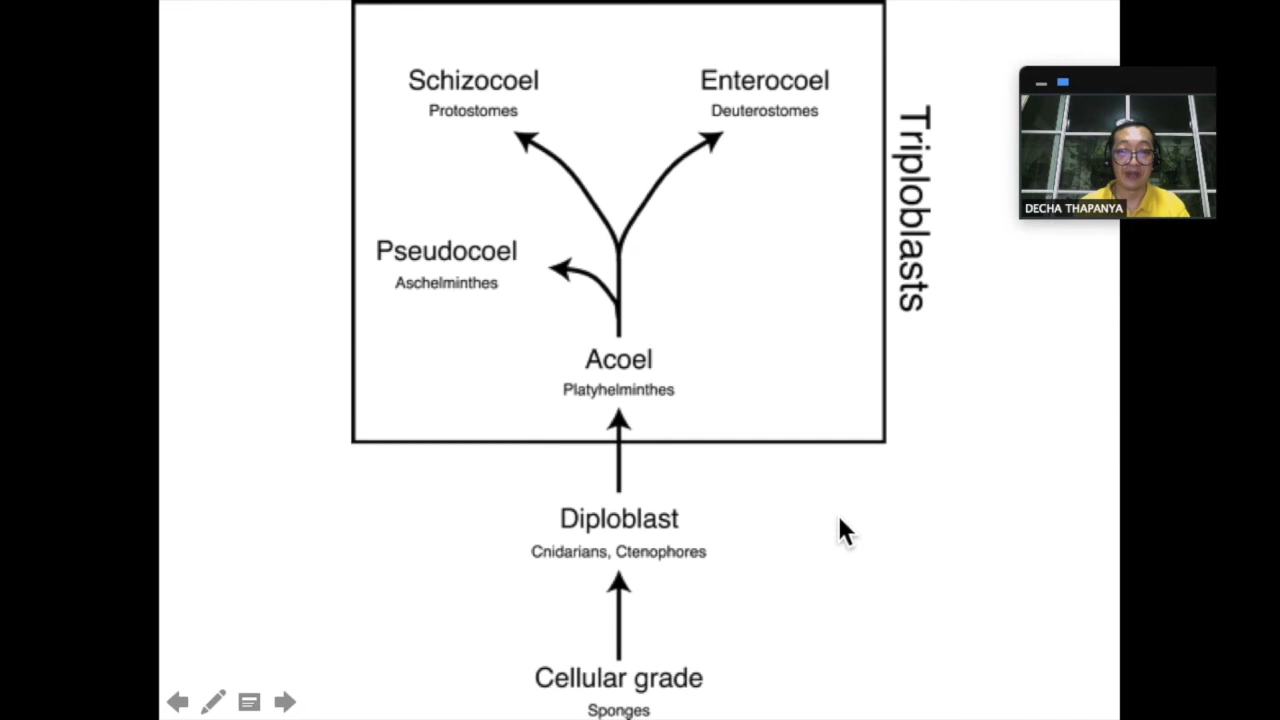 Schizocoel
Protostomes
Enterocoel
Deuterostomes
Triploblasts
DECHA THAPANYA
Pseudocoel
Aschelminthes
Acoel
Platyhelminthes
Diploblast
Cnidarians, Ctenophores
Cellular grade
Sponges